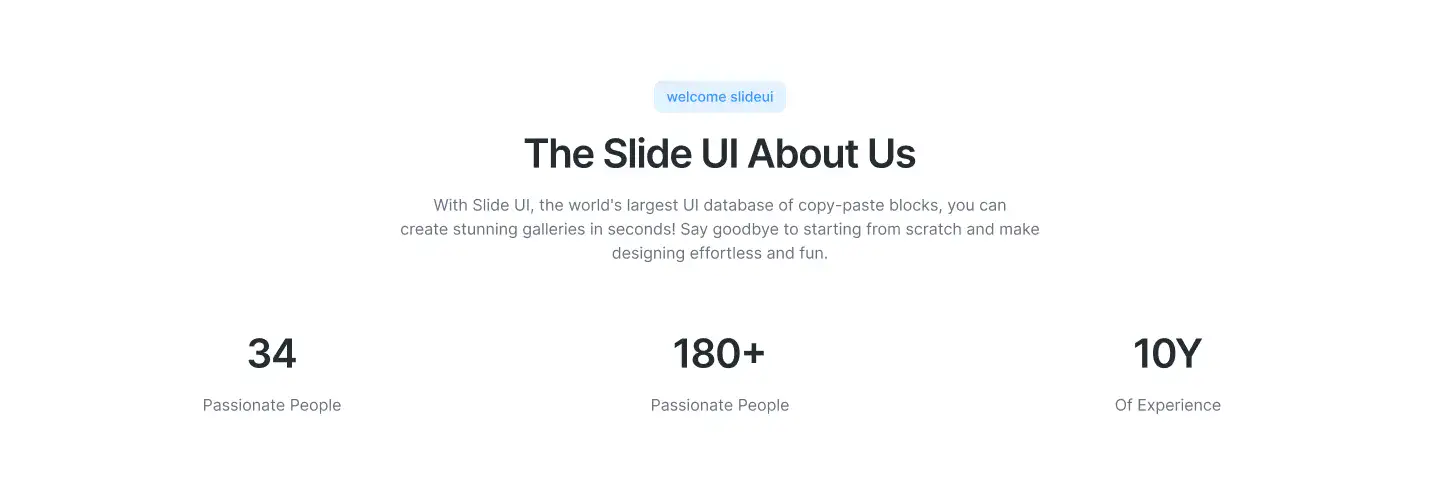 welcome slideui
The Slide UI About Us
With Slide UI, the world's largest UI database of copy-paste blocks, you can
create stunning galleries in seconds! Say goodbye to starting from scratch and make
designing effortless and fun.
34
Passionate People
180+
Passionate People
10Y
Of Experience